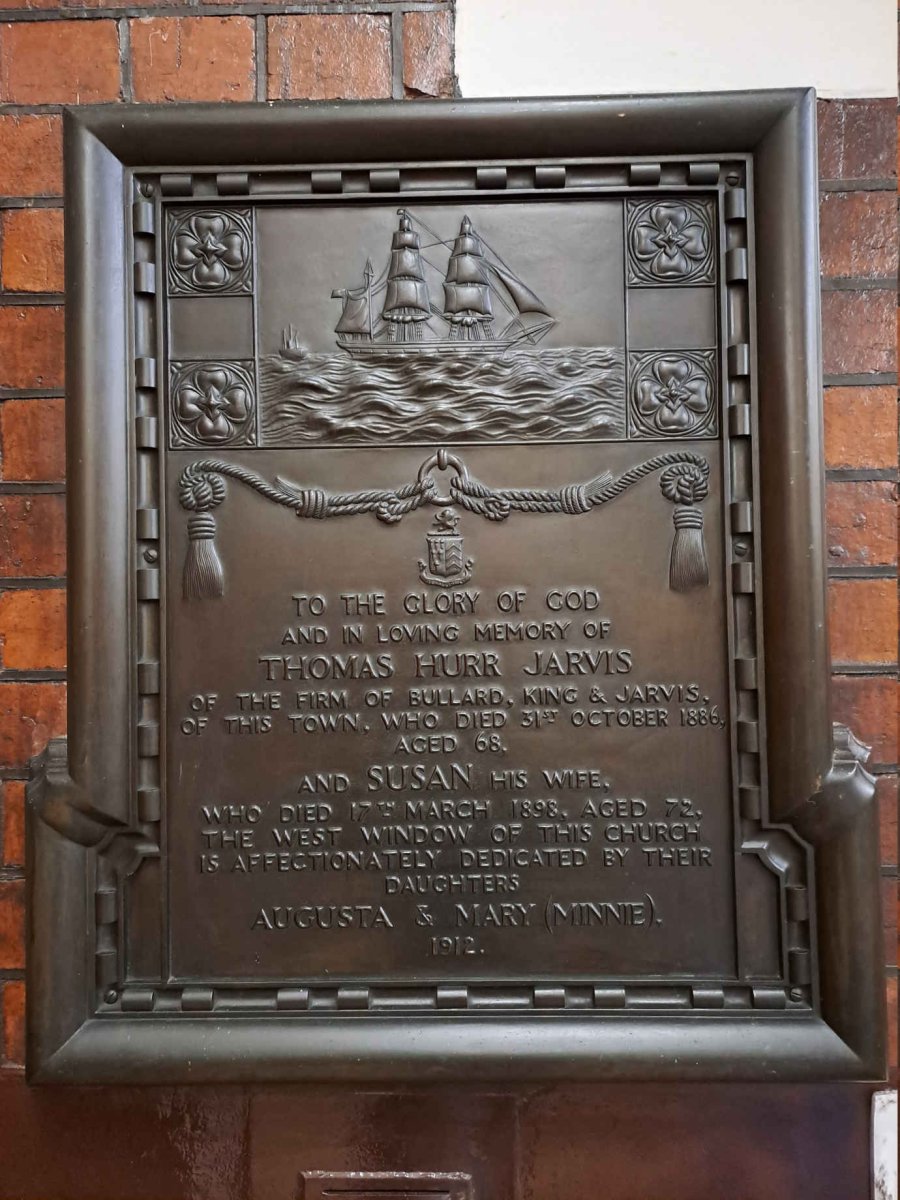 TO THE GLORY OF GOD
AND IN LOVING MEMORY OF
THOMAS HURR JARVIS
OF THE FIRM OF BULLARD, KING & JARVIS,
OF THIS TOWN, WHO DIED 31ST OCTOBER 1886,
AGED 68.
AND SUSAN HIS WIFE,
WHO DIED 17TH MARCH 1898, AGED 72,
THE WEST WINDOW OF THIS CHURCH
IS AFFECTIONATELY DEDICATED BY THEIR
DAUGHTERS
AUGUSTA & MARY (MINNIE).
1912.